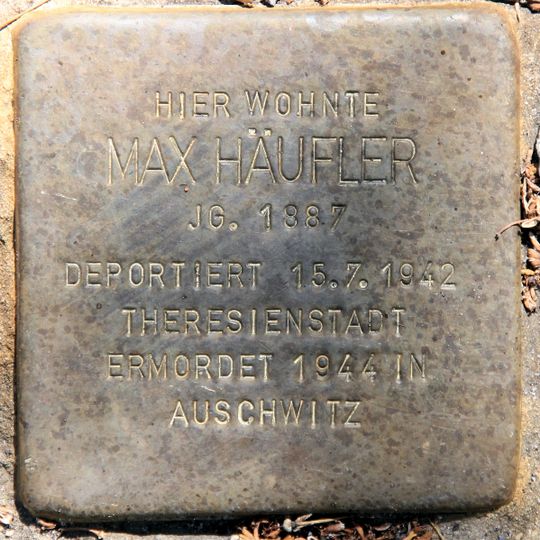 HIER WOHNTE
MAX HÄUFLER
JG. 1887
DEPORTIERT 15.7.1942
THERESIENSTADT
ERMORDET 1944 IN
AUSCHWITZ